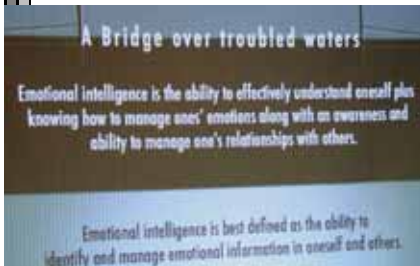 A Bridge over troubled waters
Emotional intelligence is the ability to effectively understand oneself plus
knowing how to manage ones' emotions along with an awareness and
ability to manage one's relationships with others.
Emotional intelligence is best defined as the ability to
identify and manage emotional information in oneself and others.